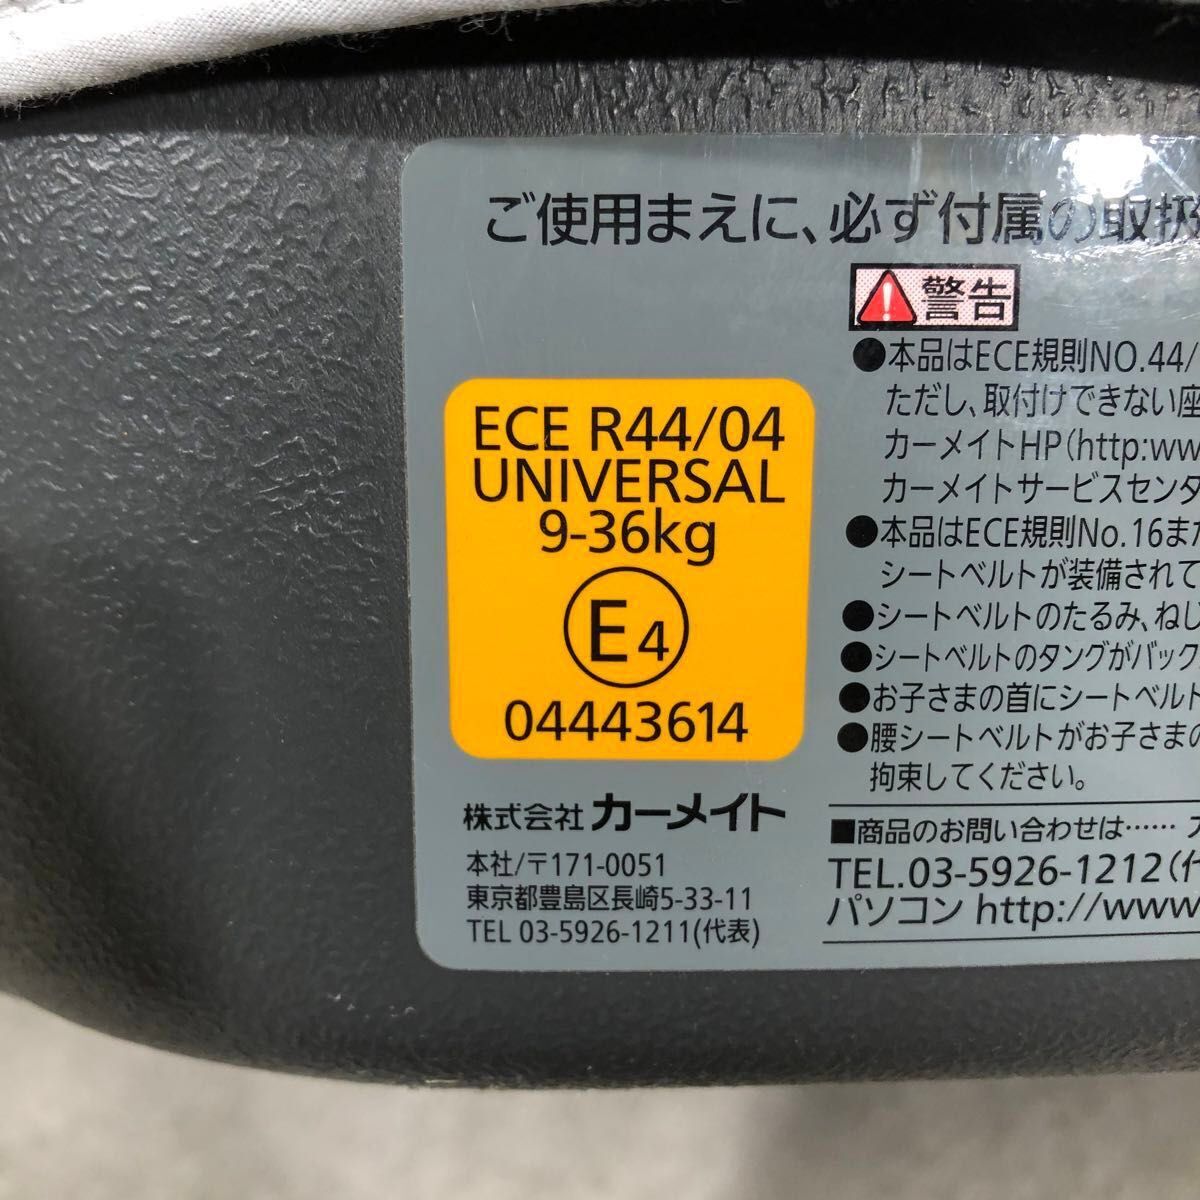 ご使用まえに、必ず付属の取扱
警告
●本品はECE規則NO.44/
ただし、取付けできない座
カーメイトHP(http:ww
カーメイトサービスセンタ
●本品はECE規則No.16また
シートベルトが装備されて
●シートベルトのたるみ、ねじ
●シートベルトのタングがバック
●お子さまの首にシートベルト
●腰シートベルトがお子さまの
拘束してください。
ECE R44/04
UNIVERSAL
9-36kg
E4
04443614
株式会社 カーメイト
本社/〒171-0051
東京都豊島区長崎5-33-11
TEL 03-5926-1211(代表)
■商品のお問い合わせは……
TEL.03-5926-1212(代
パソコン http://www